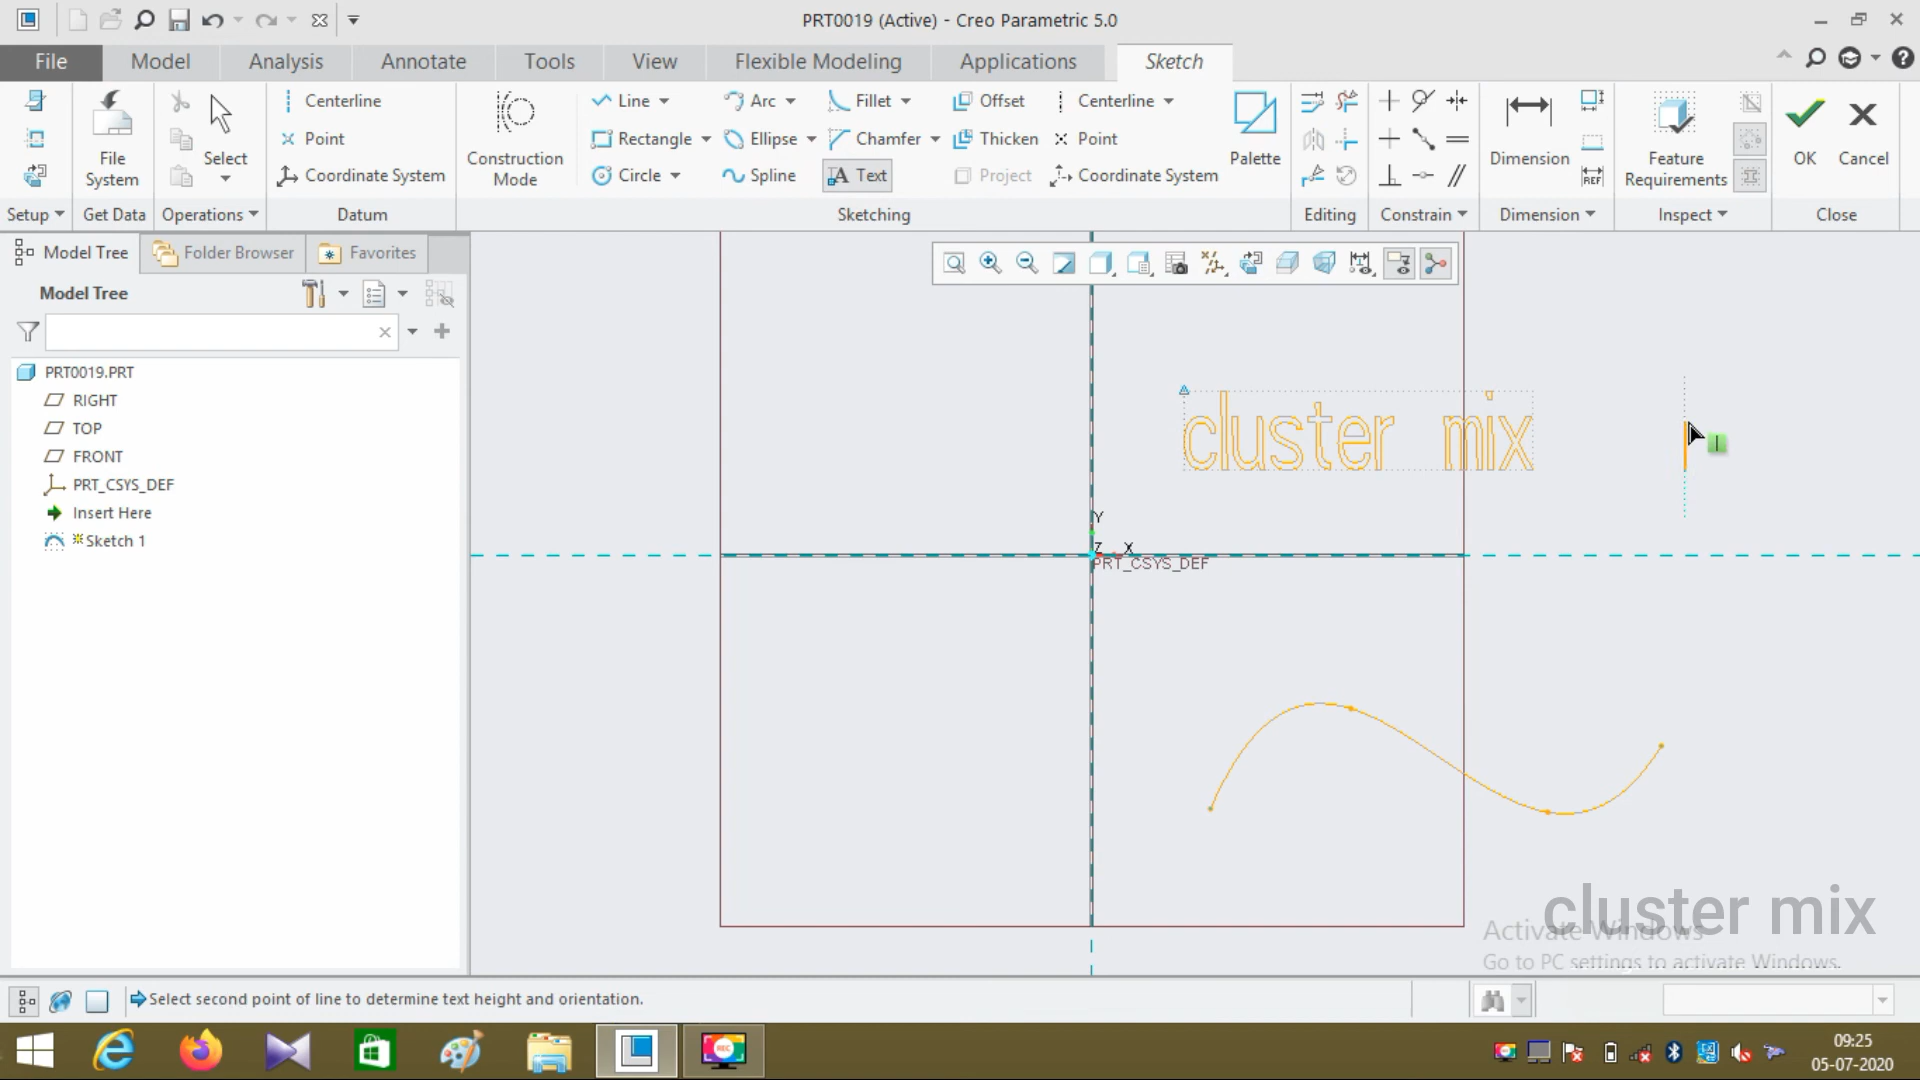 PRT0019 (Active) - Creo Parametric 5.0
File Model Analysis Annotate Tools View Flexible Modeling Applications Sketch
Centerline
Point
Coordinate System
File System
Select
Construction Mode
Line Arc Fillet Offset Centerline
Rectangle Ellipse Chamfer Thicken Point
Circle Spline Text Project Coordinate System
Palette
Dimension
REF
Feature Requirements
OK Cancel
Setup Get Data Operations Datum Sketching Editing Constrain Dimension Inspect Close
Model Tree Folder Browser Favorites
Model Tree
PRT0019.PRT
RIGHT
TOP
FRONT
PRT_CSYS_DEF
Insert Here
Sketch 1
cluster mix
Y
Z X
PRT_CSYS_DEF
cluster mix
Activate Windows
Go to PC settings to activate Windows.
Select second point of line to determine text height and orientation.
REC
09:25
05-07-2020